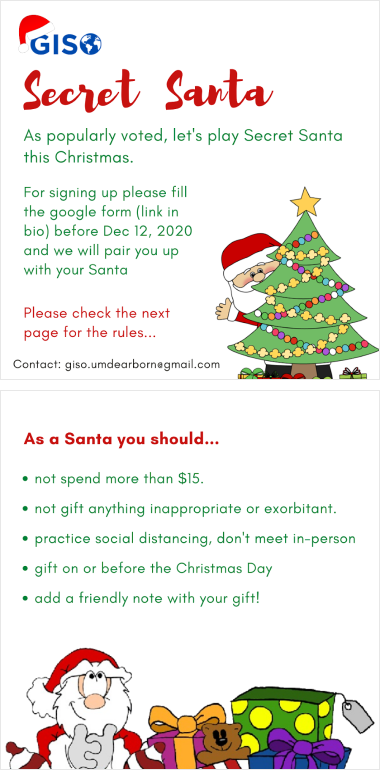 GISO
Secret Santa
As popularly voted, let's play Secret Santa
this Christmas.
For signing up please fill
the google form (link in
bio) before Dec 12, 2020
and we will pair you up
with your Santa
Please check the next
page for the rules...
Contact: giso.umdearborn@gmail.com
As a Santa you should...
• not spend more than $15.
• not gift anything inappropriate or exorbitant.
• practice social distancing, don't meet in-person
• gift on or before the Christmas Day
• add a friendly note with your gift!